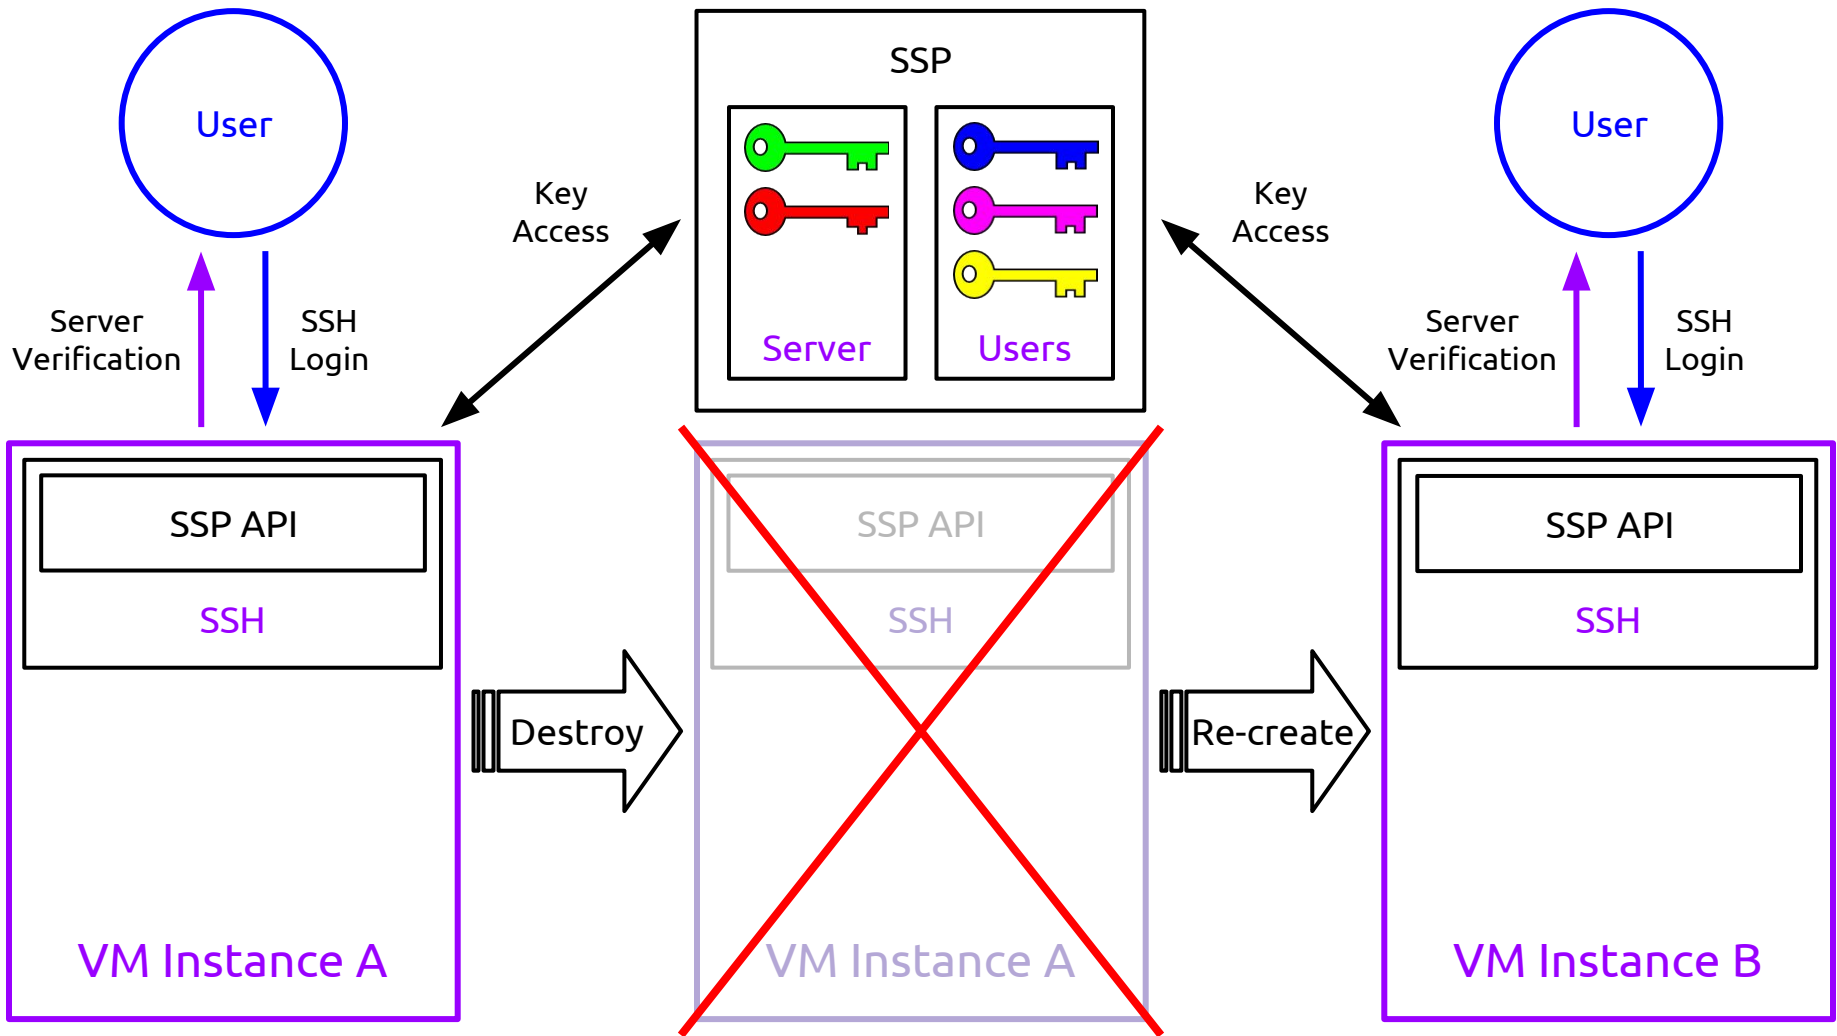 User
SSP
User
Key
Access
Key
Access
Server
Verification
SSH
Login
Server
Users
Server
Verification
SSH
Login
SSP API
SSH
SSP API
SSH
SSP API
SSH
Destroy
Re-create
VM Instance A
VM Instance A
VM Instance B